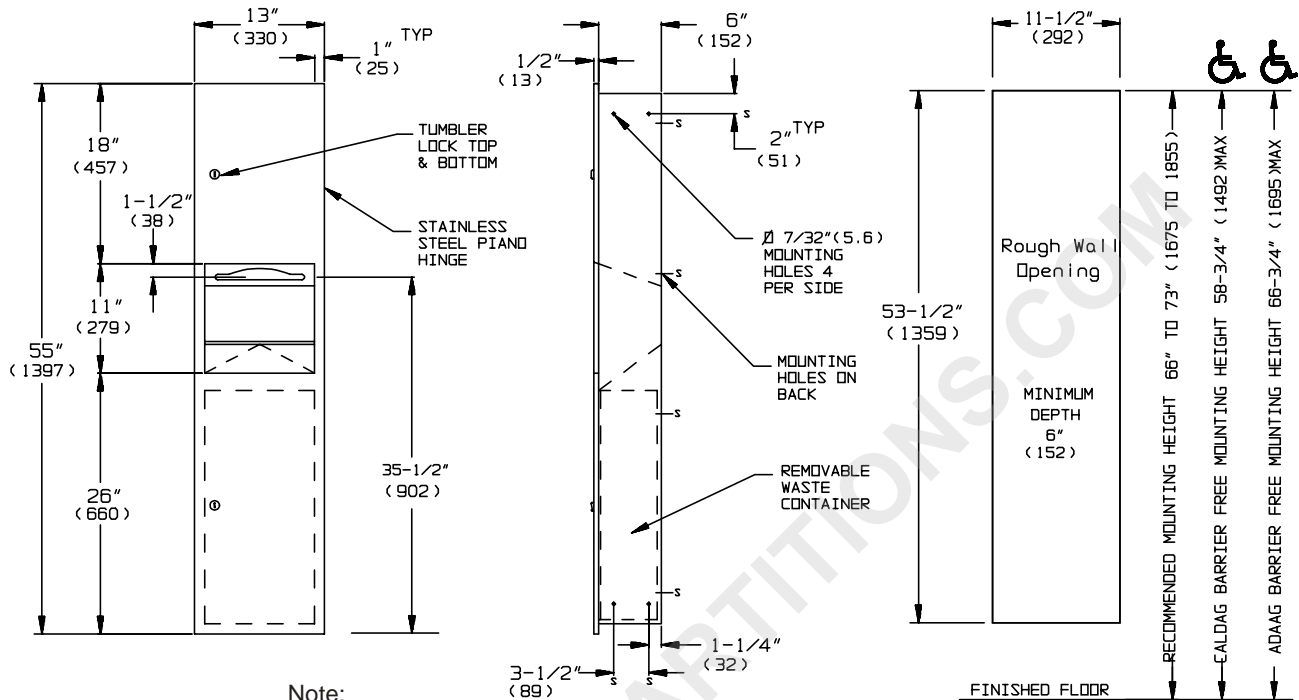 13"
(330)
1" TYP
(25)
18"
(457)
1-1/2"
(38)
11"
(279)
55"
(1397)
26"
(660)
35-1/2"
(902)
TUMBLER
LOCK TOP
& BOTTOM
STAINLESS
STEEL PIANO
HINGE
Note:
6"
(152)
1/2"
(13)
S
S
2" TYP
(51)
Ø 7/32"(5.6)
MOUNTING
HOLES 4
PER SIDE
S
MOUNTING
HOLES ON
BACK
S
REMOVABLE
WASTE
CONTAINER
S
1-1/4"
(32)
3-1/2"
(89)
S S
11-1/2"
(292)
53-1/2"
(1359)
Rough Wall
Opening
MINIMUM
DEPTH
6"
(152)
RECOMMENDED MOUNTING HEIGHT 66" TO 73" (1675 TO 1855)
CALDAG BARRIER FREE MOUNTING HEIGHT 58-3/4" (1492)MAX
ADAAG BARRIER FREE MOUNTING HEIGHT 66-3/4" (1695)MAX
FINISHED FLOOR
ARTITIONS.COM